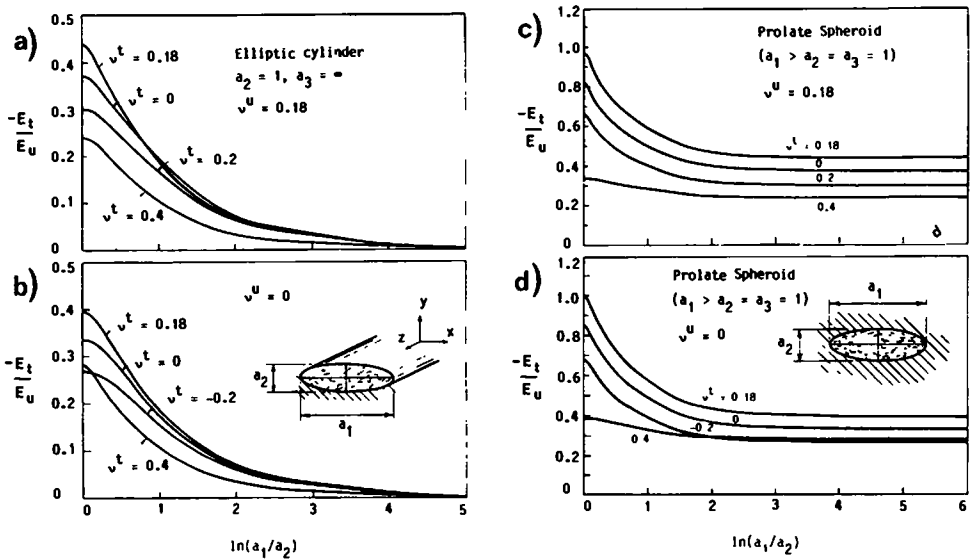 a)
0.5
0.4
0.3
0.2
0.1
0
-E_t
E_u
ν^t = 0.18
ν^t = 0
ν^t = 0.2
ν^t = 0.4
Elliptic cylinder
a_2 = 1, a_3 = ∞
ν^u = 0.18
b)
0.5
0.4
0.3
0.2
0.1
0
-E_t
E_u
ν^u = 0
ν^t = 0.18
ν^t = 0
ν^t = -0.2
ν^t = 0.4
y
z
x
a_2
a_1
0 1 2 3 4 5
ln(a_1/a_2)
c)
1.2
1.0
0.8
0.6
0.4
0.2
0
-E_t
E_u
Prolate Spheroid
(a_1 > a_2 = a_3 = 1)
ν^u = 0.18
ν^t = 0.18
0
0.2
0.4
d)
1.2
1.0
0.8
0.6
0.4
0.2
0
-E_t
E_u
Prolate Spheroid
(a_1 > a_2 = a_3 = 1)
ν^u = 0
a_1
a_2
ν^t = 0.18
0
-0.2
0.4
0 1 2 3 4 5 6
ln(a_1/a_2)